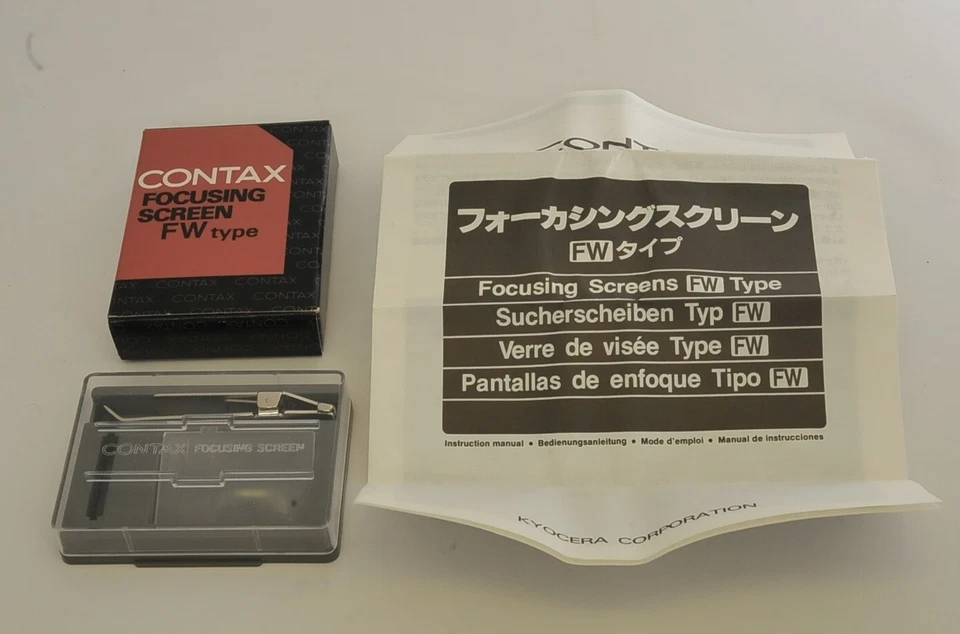 CONTAX
FOCUSING
SCREEN
FW type
CONTAX FOCUSING SCREEN
CONTAX
フォーカシングスクリーン
FW タイプ
Focusing Screens FW Type
Sucherscheiben Typ FW
Verre de visée Type FW
Pantallas de enfoque Tipo FW
Instruction manual • Bedienungsanleitung • Mode d'emploi • Manual de instrucciones
KYOCERA CORPORATION